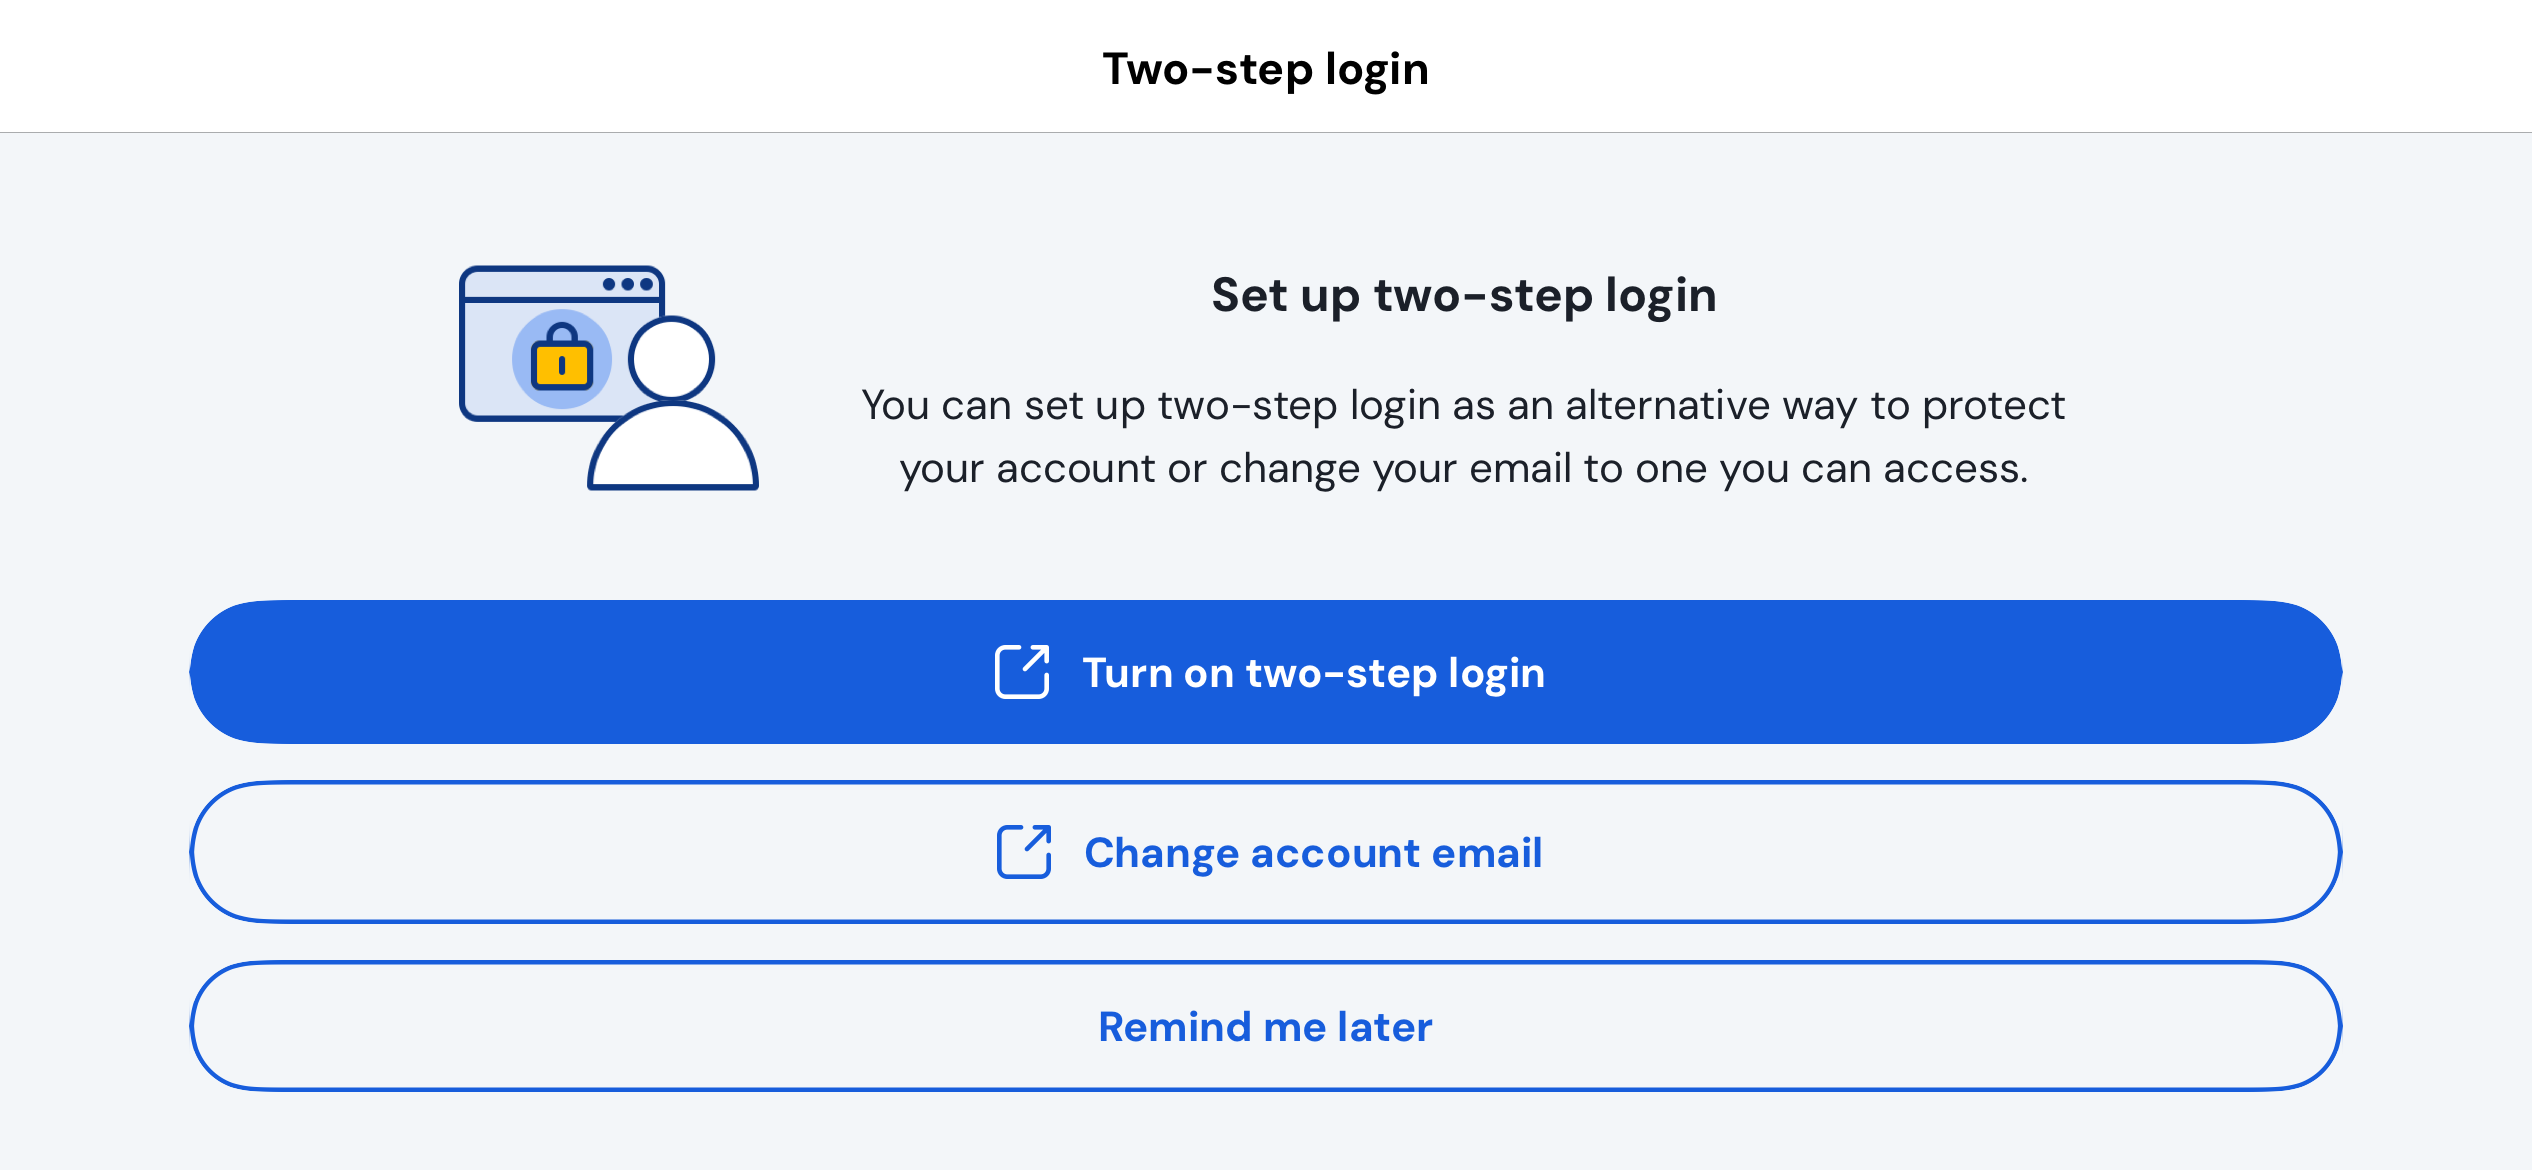 Two-step login
Set up two-step login
You can set up two-step login as an alternative way to protect
your account or change your email to one you can access.
Turn on two-step login
Change account email
Remind me later